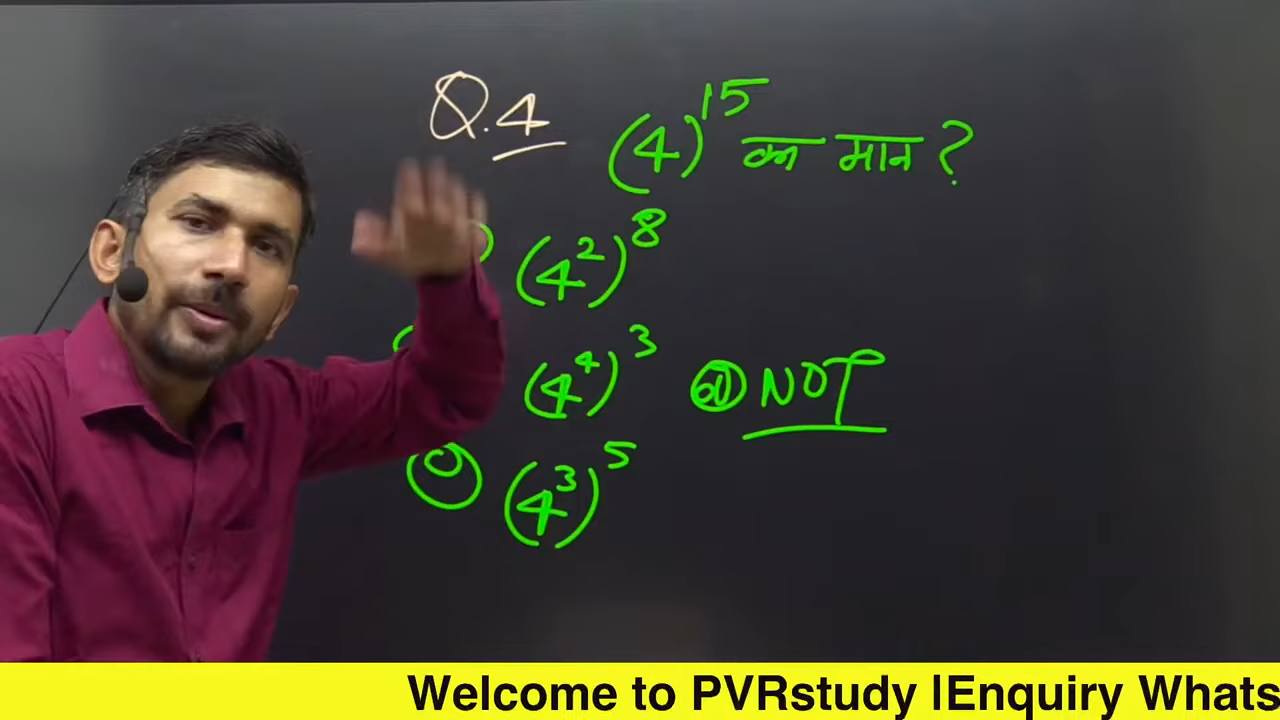 Q.4 (4)^15 का मान ?
(4^2)^8
(4^4)^3 (d) NOT
(4^3)^5
Welcome to PVRstudy |Enquiry Whats